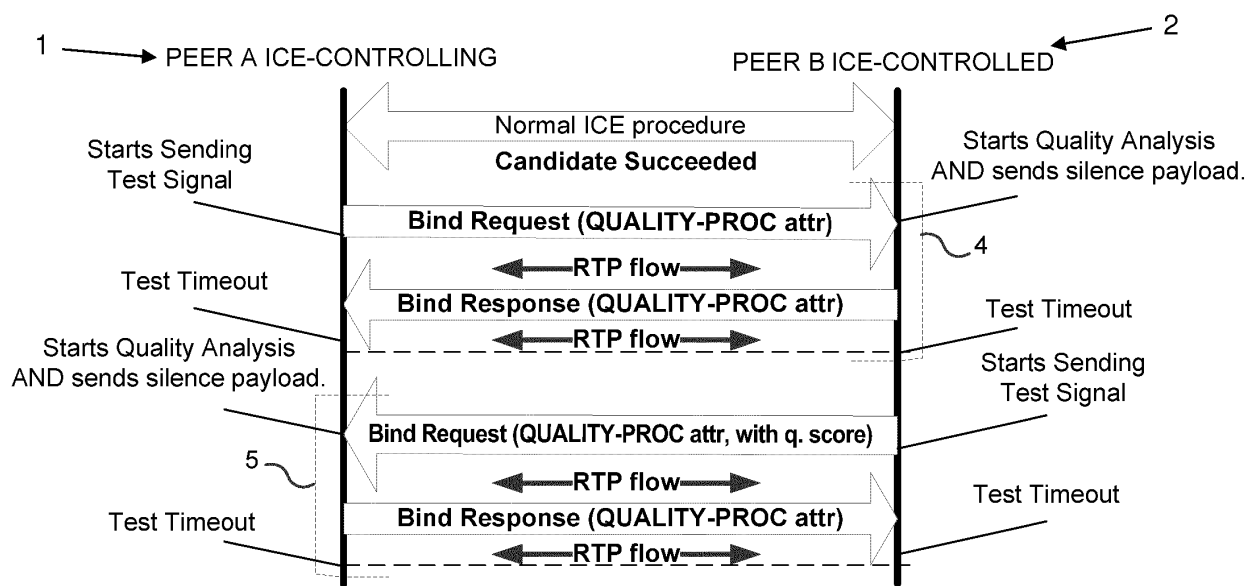 1
2
PEER A ICE-CONTROLLING
PEER B ICE-CONTROLLED
Normal ICE procedure
Candidate Succeeded
Starts Sending
Test Signal
Starts Quality Analysis
AND sends silence payload.
Bind Request (QUALITY-PROC attr)
4
RTP flow
Test Timeout
Bind Response (QUALITY-PROC attr)
Test Timeout
RTP flow
Starts Quality Analysis
AND sends silence payload.
Starts Sending
Test Signal
Bind Request (QUALITY-PROC attr, with q. score)
5
RTP flow
Test Timeout
Bind Response (QUALITY-PROC attr)
Test Timeout
RTP flow